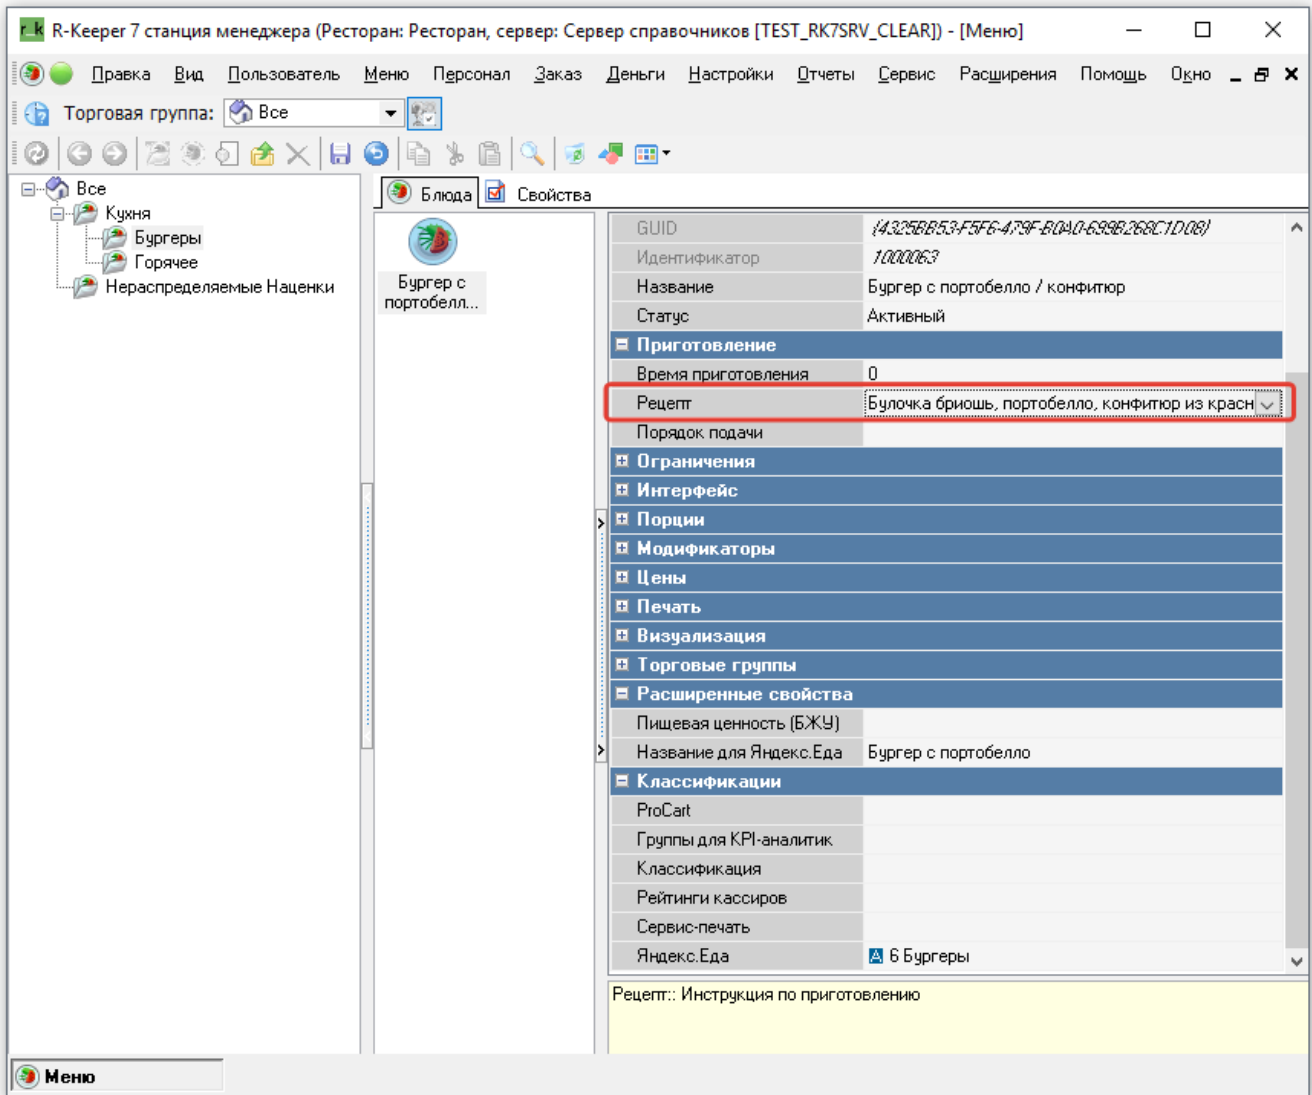 R-Keeper 7 станция менеджера (Ресторан: Ресторан, сервер: Сервер справочников [TEST_RK7SRV_CLEAR]) - [Меню]
Правка Вид Пользователь Меню Персонал Заказ Деньги Настройки Отчеты Сервис Расширения Помощь Окно
Торговая группа: Все
Все
Кухня
Бургеры
Горячее
Нераспределяемые Наценки
Блюда Свойства
Бургер с
портобелл...
GUID {4325BB53-F5F6-479F-B0A0-699B268C1D08}
Идентификатор 1000063
Название Бургер с портобелло / конфитюр
Статус Активный
Приготовление
Время приготовления 0
Рецепт Булочка бриошь, портобелло, конфитюр из красн
Порядок подачи
Ограничения
Интерфейс
Порции
Модификаторы
Цены
Печать
Визуализация
Торговые группы
Расширенные свойства
Пищевая ценность (БЖУ)
Название для Яндекс.Еда Бургер с портобелло
Классификации
ProCart
Группы для KPI-аналитик
Классификация
Рейтинги кассиров
Сервис-печать
Яндекс.Еда 6 Бургеры
Рецепт:: Инструкция по приготовлению
Меню